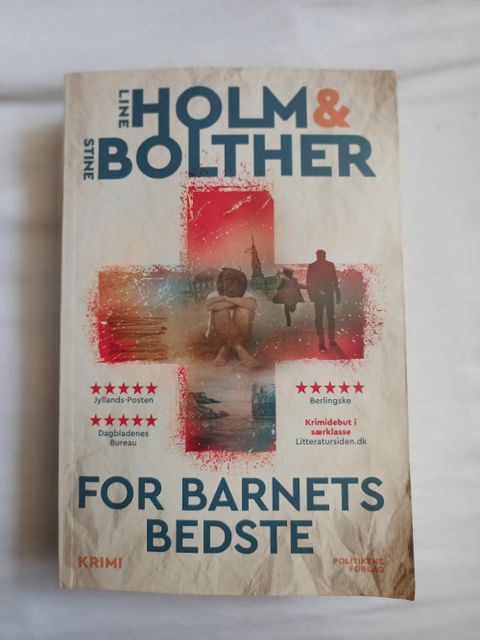 LINE HOLM &
STINE BOLTHER
★★★★★
Jyllands-Posten
★★★★★
Dagbladenes
Bureau
★★★★★
Berlingske
Krimidebut i
særklasse
Litteratursiden.dk
FOR BARNETS
BEDSTE
KRIMI
POLITIKENS
FORLAG